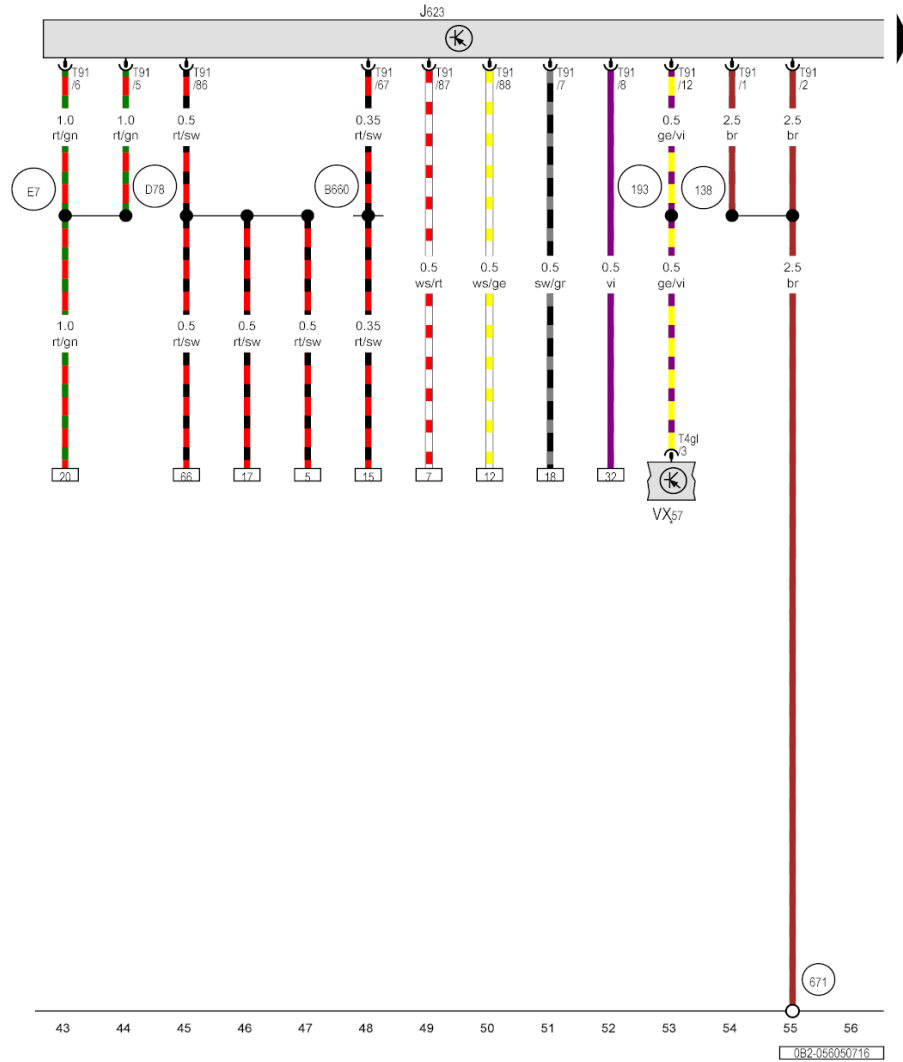 J623
T91 T91 T91 T91 T91 T91 T91 T91 T91 T91 T91
/6 /5 /86 /67 /87 /88 /7 /8 /12 /1 /2
1.0 1.0 0.5 0.35 0.5 2.5 2.5
rt/gn rt/gn rt/sw rt/sw ge/vi br br
E7 D78 B660 193 138
0.5 0.5 0.5 0.5 0.5 2.5
ws/rt ws/ge sw/gr vi ge/vi br
1.0 0.5 0.5 0.5 0.35
rt/gn rt/sw rt/sw rt/sw rt/sw
T4gl
/3
20 66 17 5 15 7 12 18 32
VX57
*
671
43 44 45 46 47 48 49 50 51 52 53 54 55 56
0B2-056050716